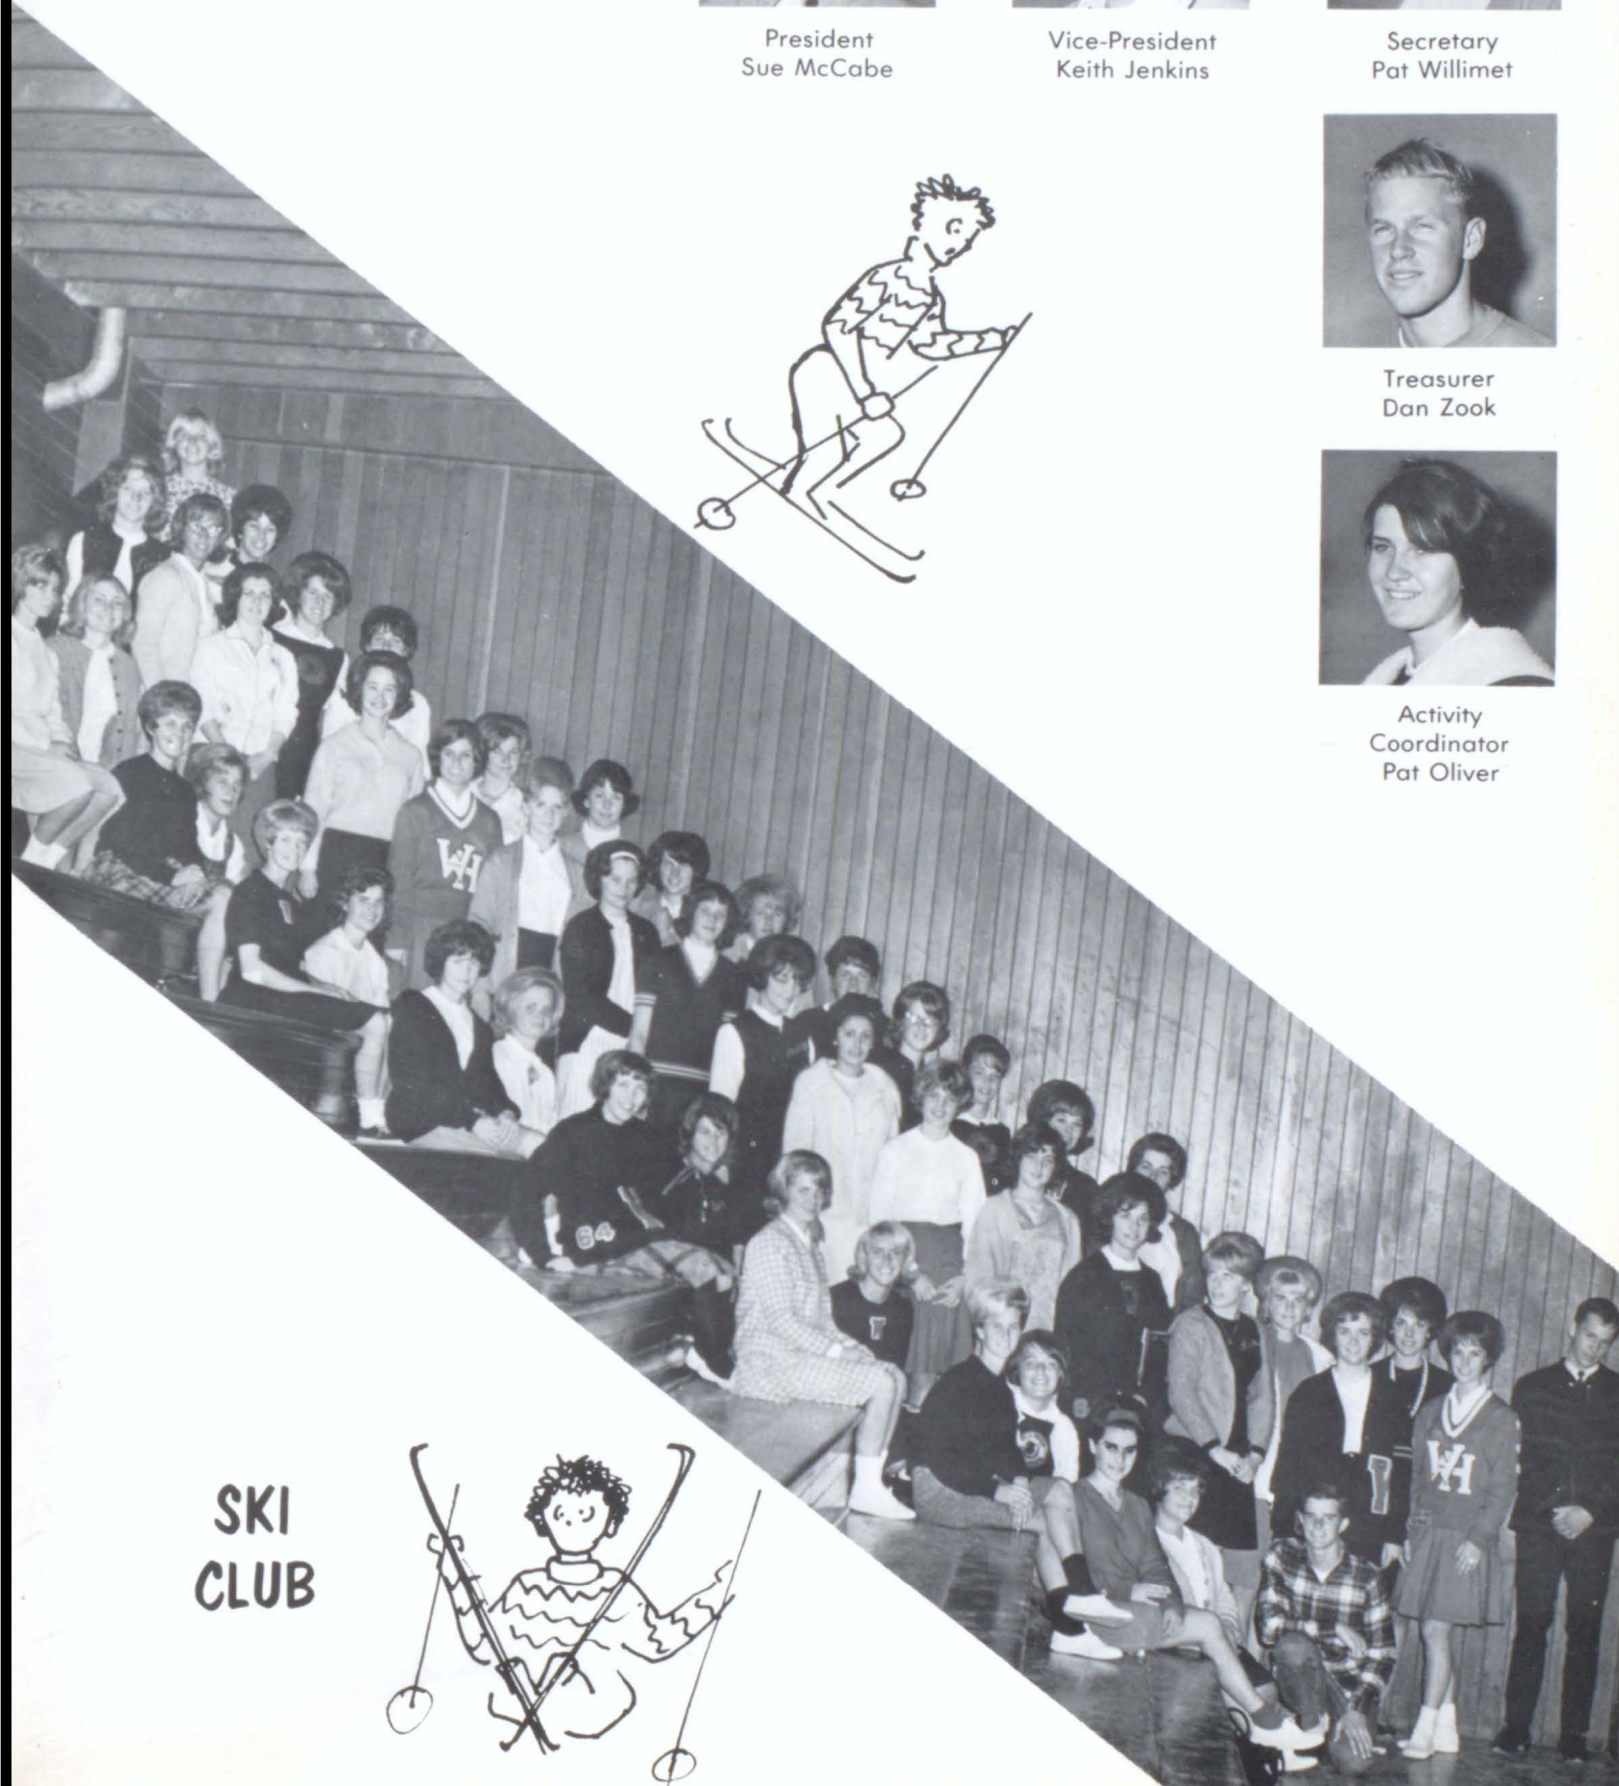 President
Sue McCabe
Vice-President
Keith Jenkins
Secretary
Pat Willimet
Treasurer
Dan Zook
Activity
Coordinator
Pat Oliver
WH
64
WH
SKI
CLUB